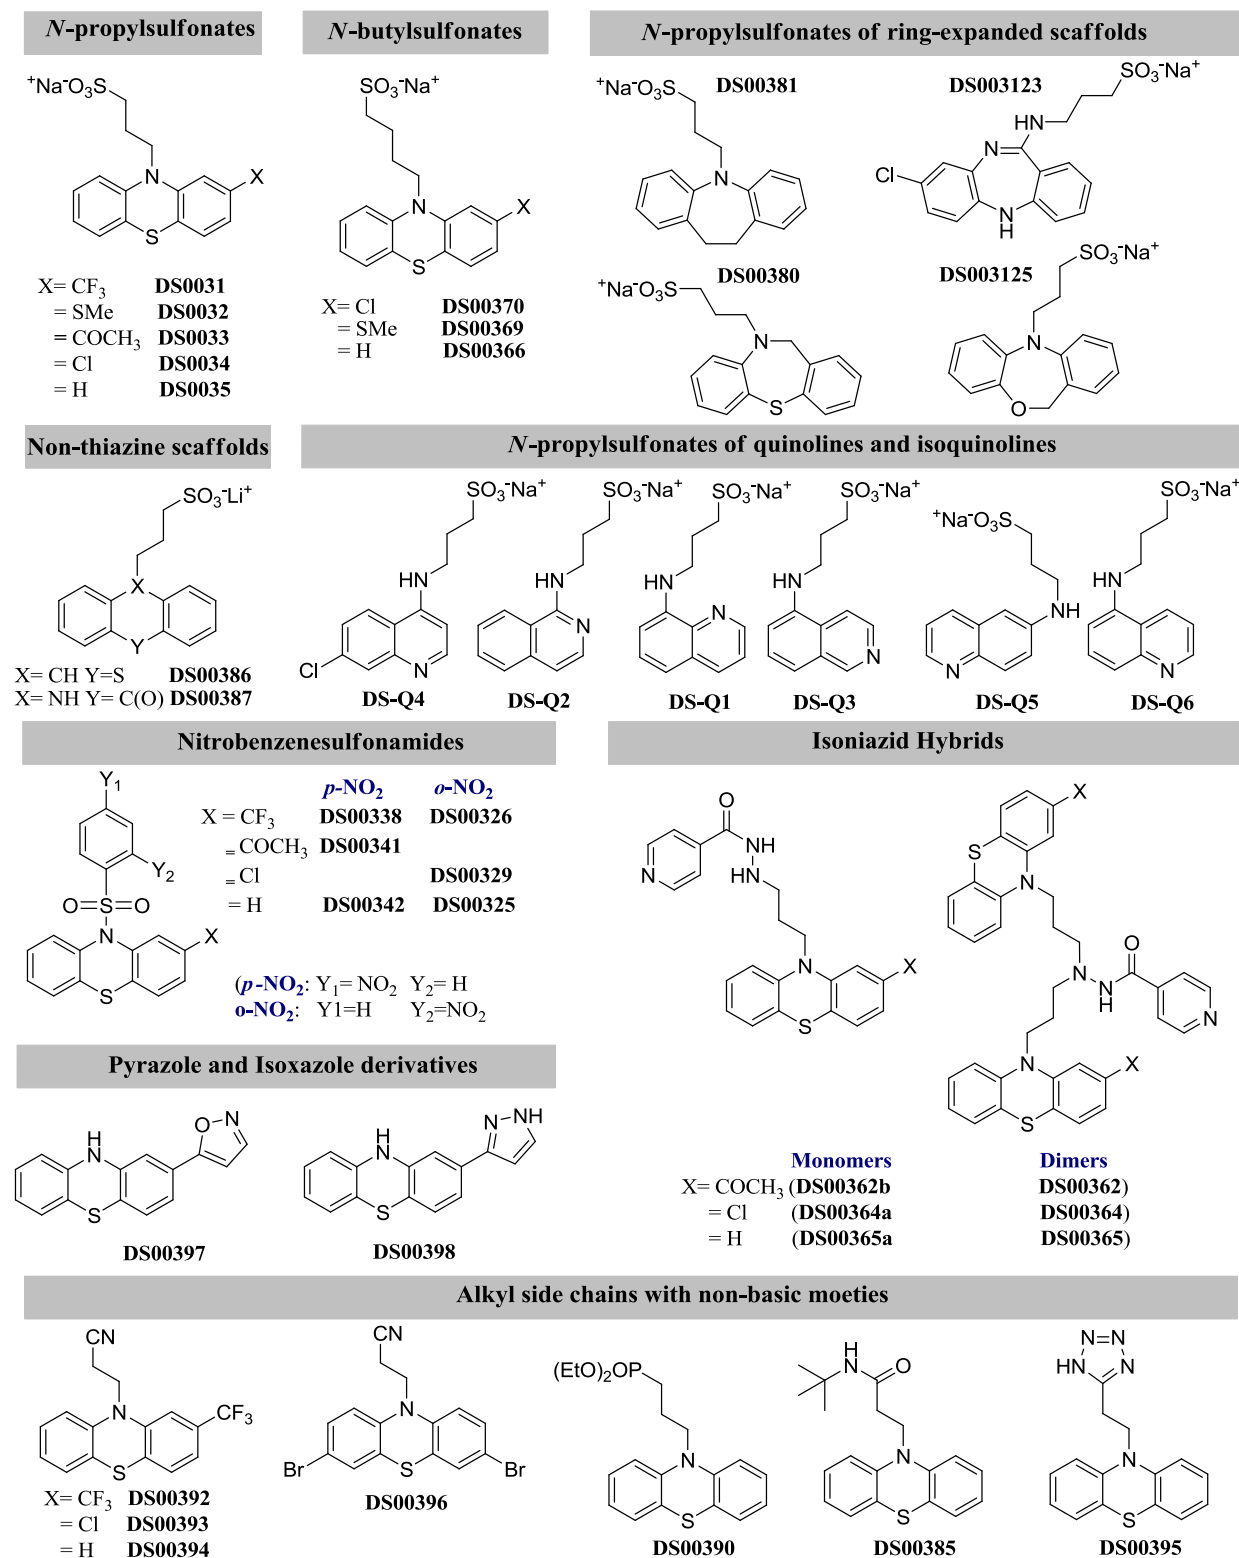 N-propylsulfonates
N-butylsulfonates
N-propylsulfonates of ring-expanded scaffolds
+Na-O3S
N
S
X
X= CF3 DS0031
= SMe DS0032
= COCH3 DS0033
= Cl DS0034
= H DS0035
SO3-Na+
N
S
X
X= Cl DS00370
= SMe DS00369
= H DS00366
+Na-O3S
DS00381
N
DS003123
SO3-Na+
HN
N
Cl
N
H
DS00380
+Na-O3S
N
S
DS003125
SO3-Na+
N
O
Non-thiazine scaffolds
N-propylsulfonates of quinolines and isoquinolines
SO3-Li+
X
Y
X= CH Y=S DS00386
X= NH Y= C(O) DS00387
SO3-Na+
HN
Cl
N
DS-Q4
SO3-Na+
HN
N
DS-Q2
SO3-Na+
HN
N
DS-Q1
SO3-Na+
HN
N
DS-Q3
+Na-O3S
NH
N
DS-Q5
SO3-Na+
HN
N
DS-Q6
Nitrobenzenesulfonamides
Y1
Y2
O=S=O
N
X
S
p-NO2 o-NO2
X = CF3 DS00338 DS00326
= COCH3 DS00341
= Cl DS00329
= H DS00342 DS00325
(p-NO2: Y1= NO2 Y2= H
o-NO2: Y1=H Y2=NO2
Isoniazid Hybrids
O
NH
N
HN
N
X
S
X
S
N
O
N
NH
N
N
X
S
Monomers Dimers
X= COCH3 (DS00362b DS00362)
= Cl (DS00364a DS00364)
= H (DS00365a DS00365)
Pyrazole and Isoxazole derivatives
O-N
H
N
S
DS00397
N-NH
H
N
S
DS00398
Alkyl side chains with non-basic moeties
CN
N
CF3
S
X= CF3 DS00392
= Cl DS00393
= H DS00394
CN
N
Br
S
Br
DS00396
(EtO)2OP
N
S
DS00390
H
N
O
N
S
DS00385
N=N
HN
N
N
S
DS00395